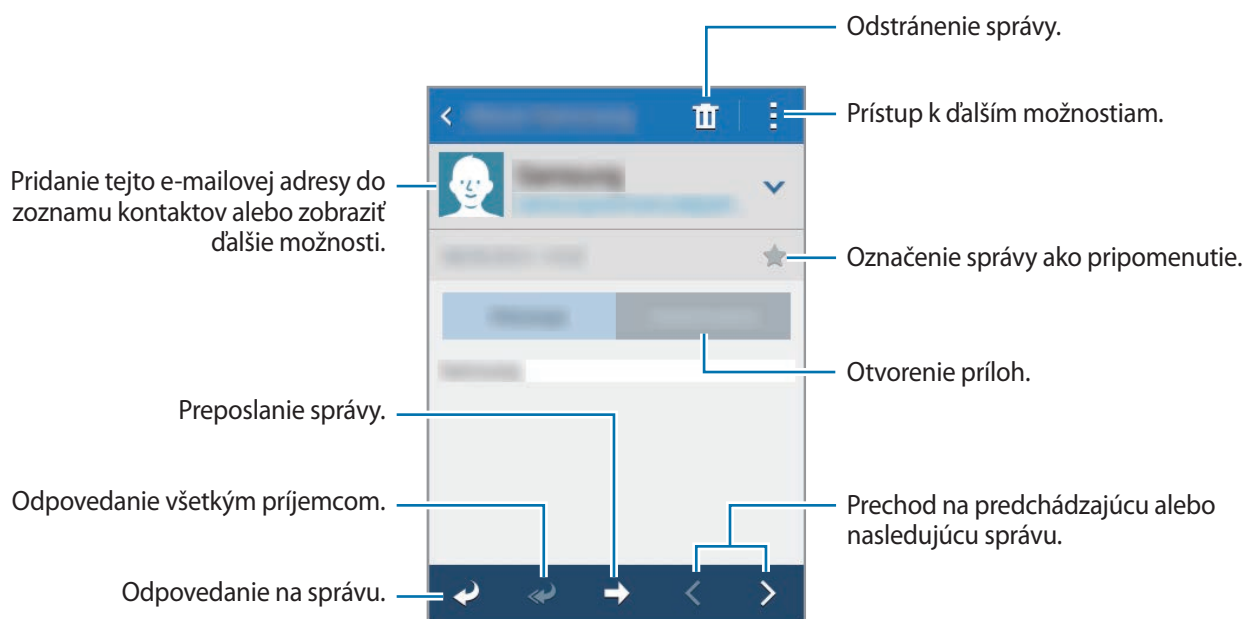 Odstránenie správy.
Prístup k ďalším možnostiam.
Pridanie tejto e-mailovej adresy do
zoznamu kontaktov alebo zobraziť
ďalšie možnosti.
Označenie správy ako pripomenutie.
Otvorenie príloh.
Preposlanie správy.
Odpovedanie všetkým príjemcom.
Prechod na predchádzajúcu alebo
nasledujúcu správu.
Odpovedanie na správu.